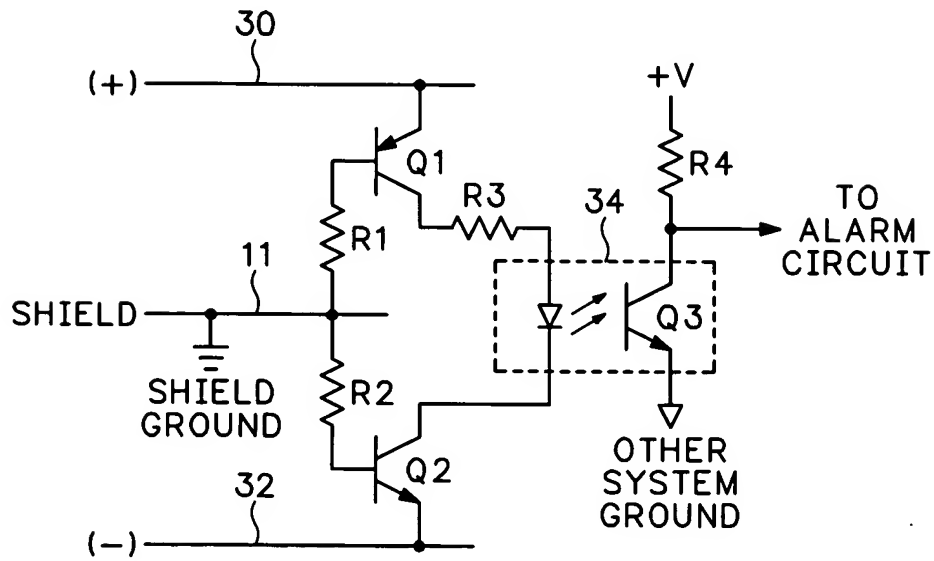 30
(+)
+V
Q1
R4
R3
34
TO
ALARM
CIRCUIT
R1
11
SHIELD
Q3
SHIELD
GROUND
R2
OTHER
SYSTEM
GROUND
Q2
32
(-)